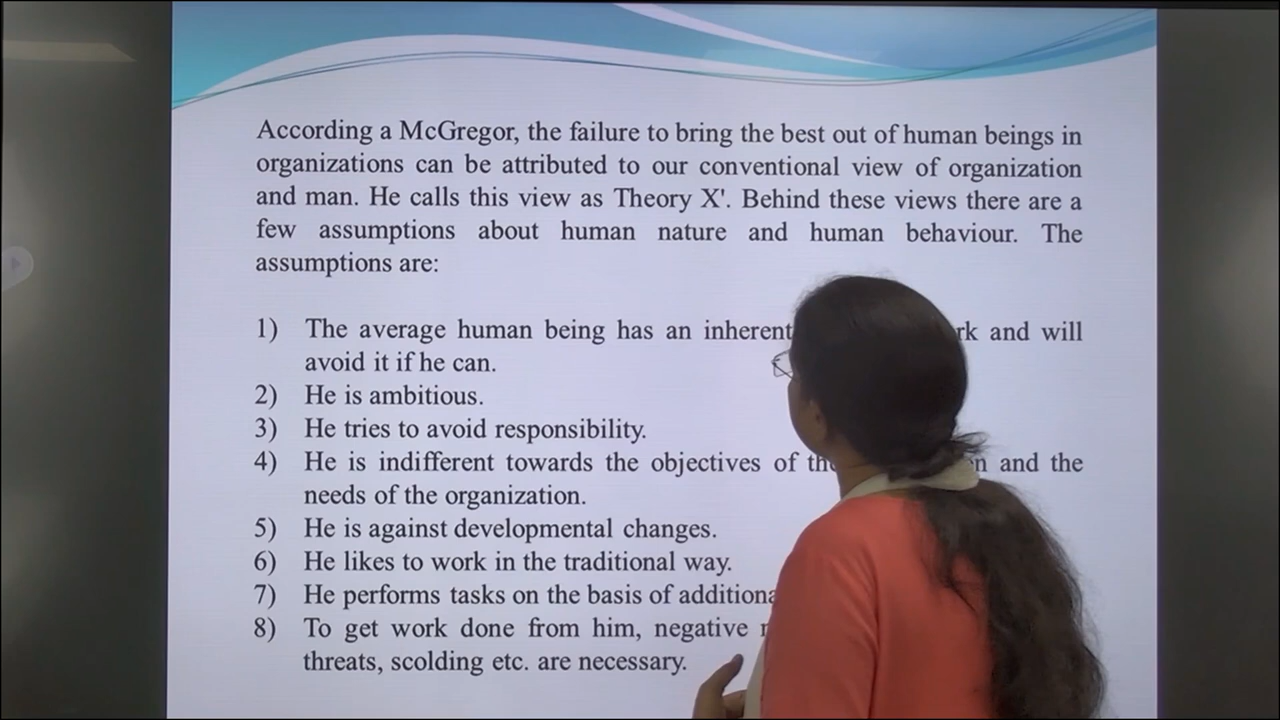 According a McGregor, the failure to bring the best out of human beings in
organizations can be attributed to our conventional view of organization
and man. He calls this view as Theory X'. Behind these views there are a
few assumptions about human nature and human behaviour. The
assumptions are:
1) The average human being has an inherent and will
avoid it if he can.
2) He is ambitious.
3) He tries to avoid responsibility.
4) He is indifferent towards the objectives of and the
needs of the organization.
5) He is against developmental changes.
6) He likes to work in the traditional way.
7) He performs tasks on the basis of
8) To get work done from him, negative
threats, scolding etc. are necessary.